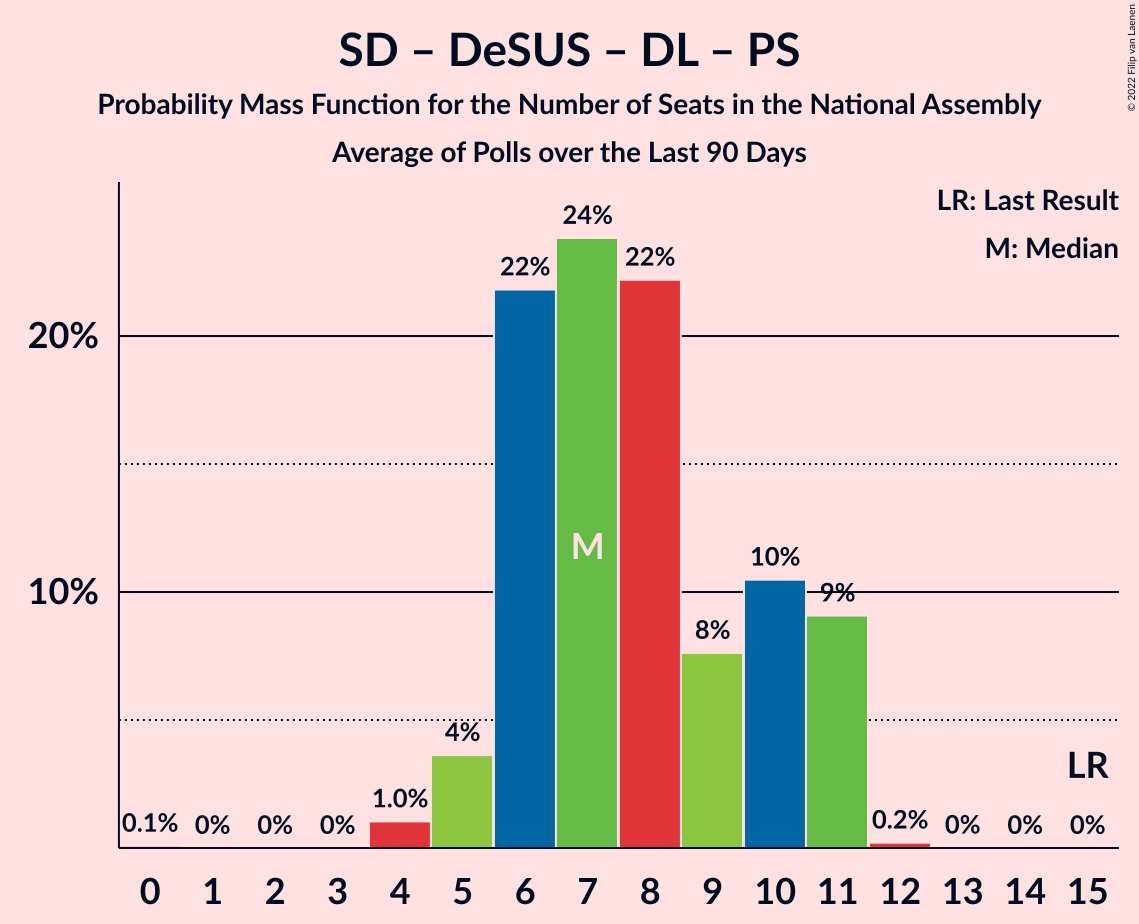 SD – DeSUS – DL – PS
Probability Mass Function for the Number of Seats in the National Assembly
Average of Polls over the Last 90 Days
© 2022 Filip van Laenen
LR: Last Result
M: Median
20%
10%
0.1%
0%
0%
0%
1.0%
4%
22%
24%
22%
8%
10%
9%
0.2%
0%
0%
0%
M
LR
0 1 2 3 4 5 6 7 8 9 10 11 12 13 14 15